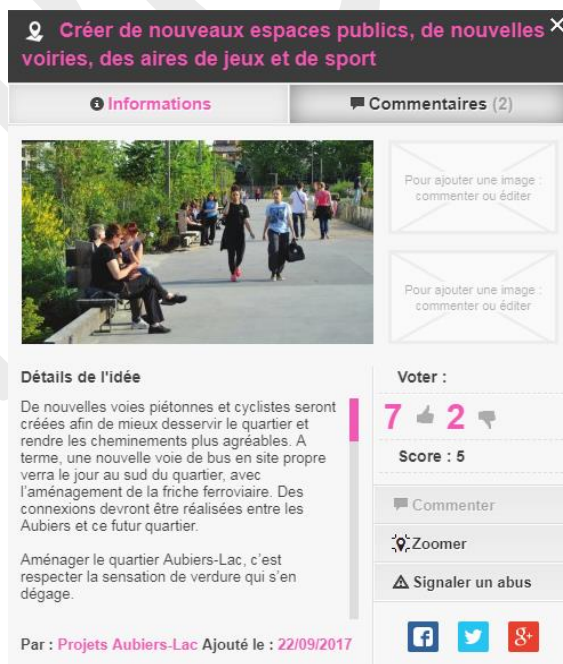 Créer de nouveaux espaces publics, de nouvelles
voiries, des aires de jeux et de sport
Informations
Commentaires (2)
Pour ajouter une image :
commenter ou éditer
Pour ajouter une image :
commenter ou éditer
Détails de l'idée
De nouvelles voies piétonnes et cyclistes seront
créées afin de mieux desservir le quartier et
rendre les cheminements plus agréables. A
terme, une nouvelle voie de bus en site propre
verra le jour au sud du quartier, avec
l'aménagement de la friche ferroviaire. Des
connexions devront être réalisées entre les
Aubiers et ce futur quartier.
Aménager le quartier Aubiers-Lac, c'est
respecter la sensation de verdure qui s'en
dégage.
Par : Projets Aubiers-Lac Ajouté le : 22/09/2017
Voter :
7 2
Score : 5
Commenter
Zoomer
Signaler un abus